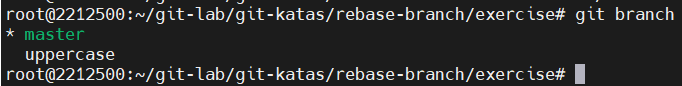 root@2212500:~/git-lab/git-katas/rebase-branch/exercise# git branch
* master
  uppercase
root@2212500:~/git-lab/git-katas/rebase-branch/exercise#